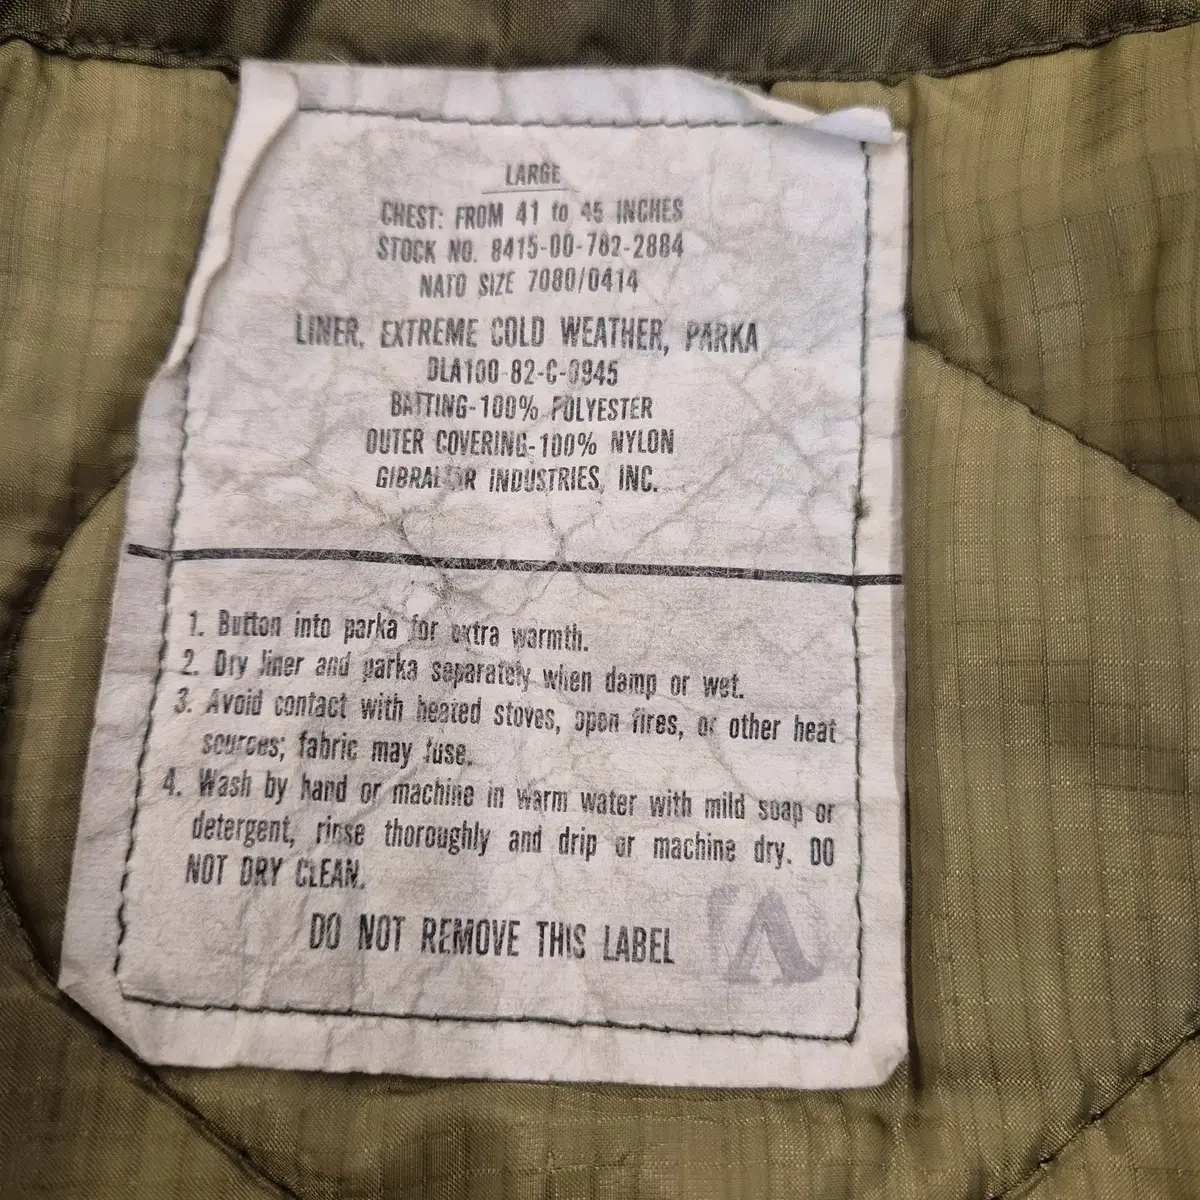 LARGE
CHEST: FROM 41 to 45 INCHES
STOCK NO. 8415-00-782-2884
NATO SIZE 7080/0414
LINER, EXTREME COLD WEATHER, PARKA
DLA100-82-C-0945
BATTING-100% POLYESTER
OUTER COVERING-100% NYLON
GIBRALTAR INDUSTRIES, INC.
1. Button into parka for extra warmth.
2. Dry liner and parka separately when damp or wet.
3. Avoid contact with heated stoves, open fires, or other heat
sources; fabric may fuse.
4. Wash by hand or machine in warm water with mild soap or
detergent, rinse thoroughly and drip or machine dry. DO
NOT DRY CLEAN.
DO NOT REMOVE THIS LABEL